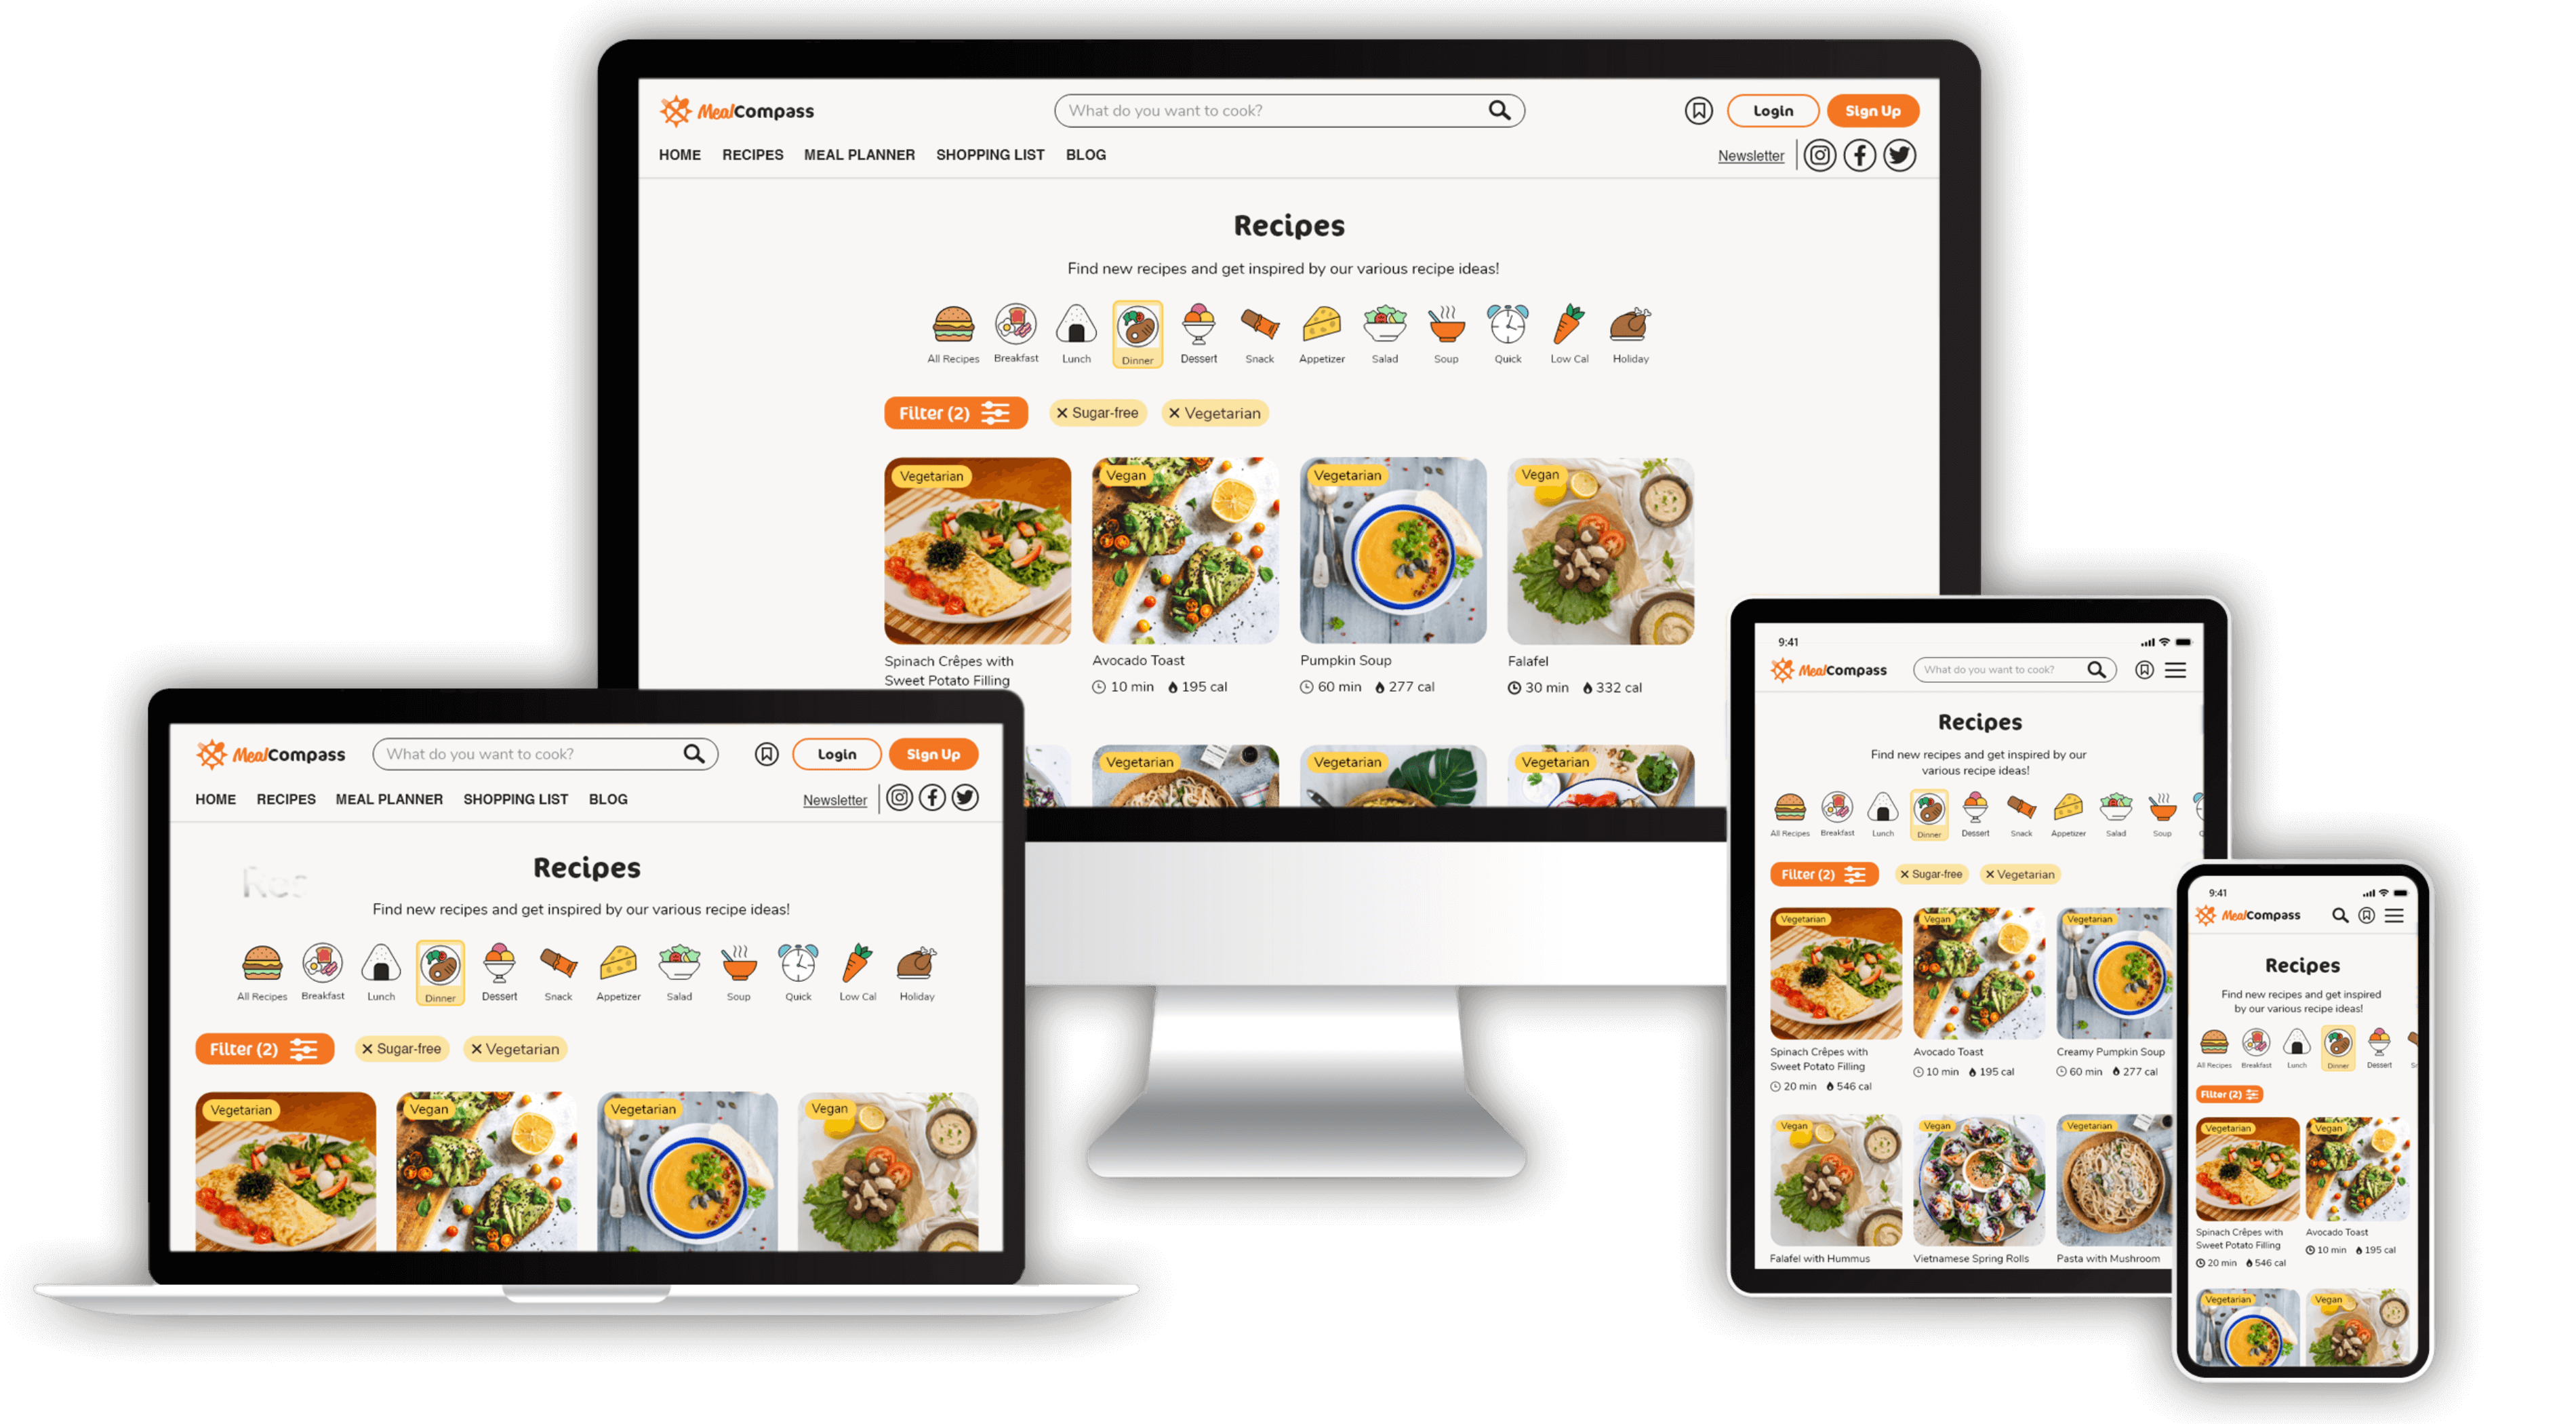 MealCompass
What do you want to cook?
Login
Sign Up
HOME RECIPES MEAL PLANNER SHOPPING LIST BLOG
Newsletter
Recipes
Find new recipes and get inspired by our various recipe ideas!
All Recipes Breakfast Lunch Dinner Dessert Snack Appetizer Salad Soup Quick Low Cal Holiday
Filter (2) × Sugar-free × Vegetarian
Vegetarian Vegan Vegetarian Vegan
Spinach Crêpes with
Sweet Potato Filling
Avocado Toast
10 min 195 cal
Pumpkin Soup
60 min 277 cal
Falafel
30 min 332 cal
Vegetarian Vegetarian Vegetarian
MealCompass
What do you want to cook?
Login
Sign Up
HOME RECIPES MEAL PLANNER SHOPPING LIST BLOG
Newsletter
Rec
Recipes
Find new recipes and get inspired by our various recipe ideas!
All Recipes Breakfast Lunch Dinner Dessert Snack Appetizer Salad Soup Quick Low Cal Holiday
Filter (2) × Sugar-free × Vegetarian
Vegetarian Vegan Vegetarian Vegan
9:41
MealCompass
What do you want to cook?
Recipes
Find new recipes and get inspired by our
various recipe ideas!
All Recipes Breakfast Lunch Dinner Dessert Snack Appetizer Salad Soup
Filter (2) × Sugar-free × Vegetarian
Vegetarian Vegan Vegetarian
Spinach Crêpes with
Sweet Potato Filling
20 min 546 cal
Avocado Toast
10 min 195 cal
Creamy Pumpkin Soup
60 min 277 cal
Vegan Vegan Vegetarian
Falafel with Hummus
Vietnamese Spring Rolls
Pasta with Mushroom
9:41
MealCompass
Recipes
Find new recipes and get inspired
by our various recipe ideas!
All Recipes Breakfast Lunch Dinner Dessert
Filter (2)
Vegetarian Vegan
Spinach Crêpes with
Sweet Potato Filling
20 min 546 cal
Avocado Toast
10 min 195 cal
Vegetarian Vegan